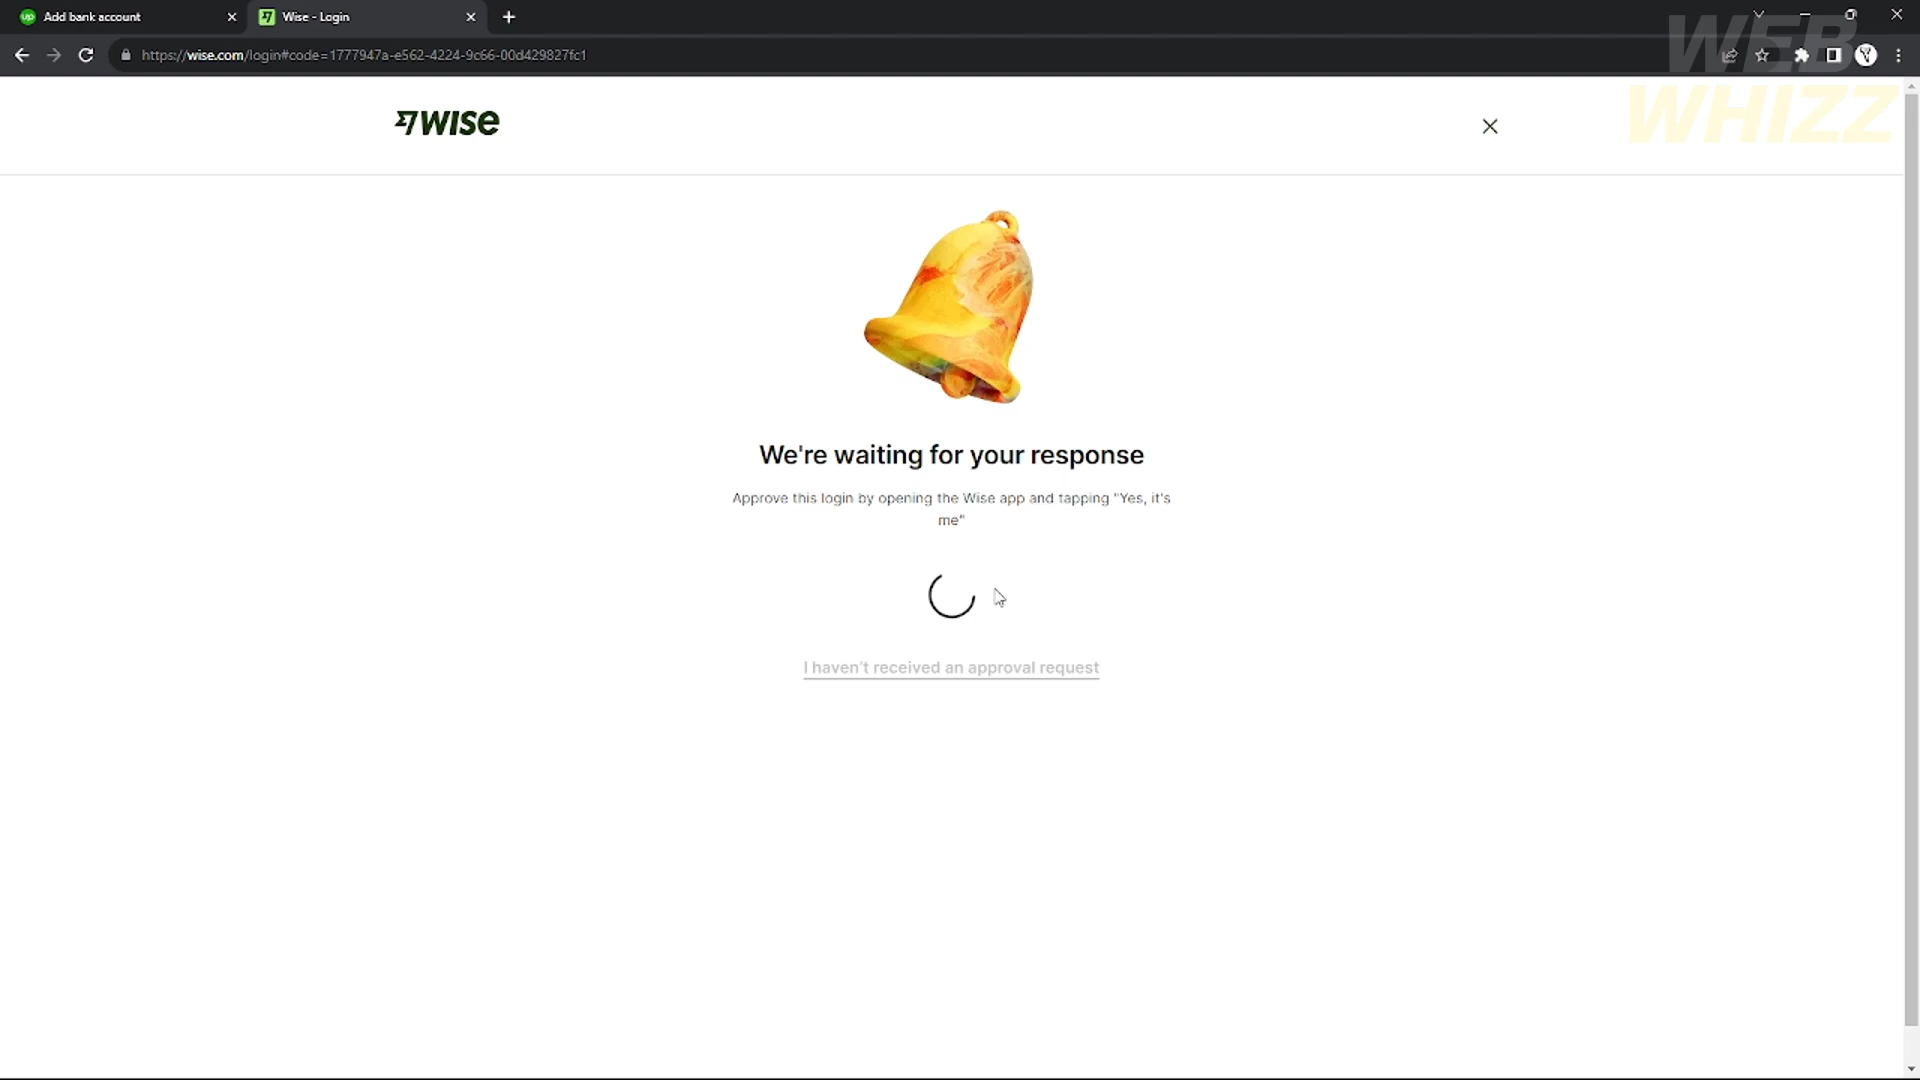 Add bank account
Wise - Login
https://wise.com/login#code=1777947a-e562-4224-9c66-00d429827fc1
WEB
WHIZZ
WISE
We're waiting for your response
Approve this login by opening the Wise app and tapping "Yes, it's
me"
I haven't received an approval request